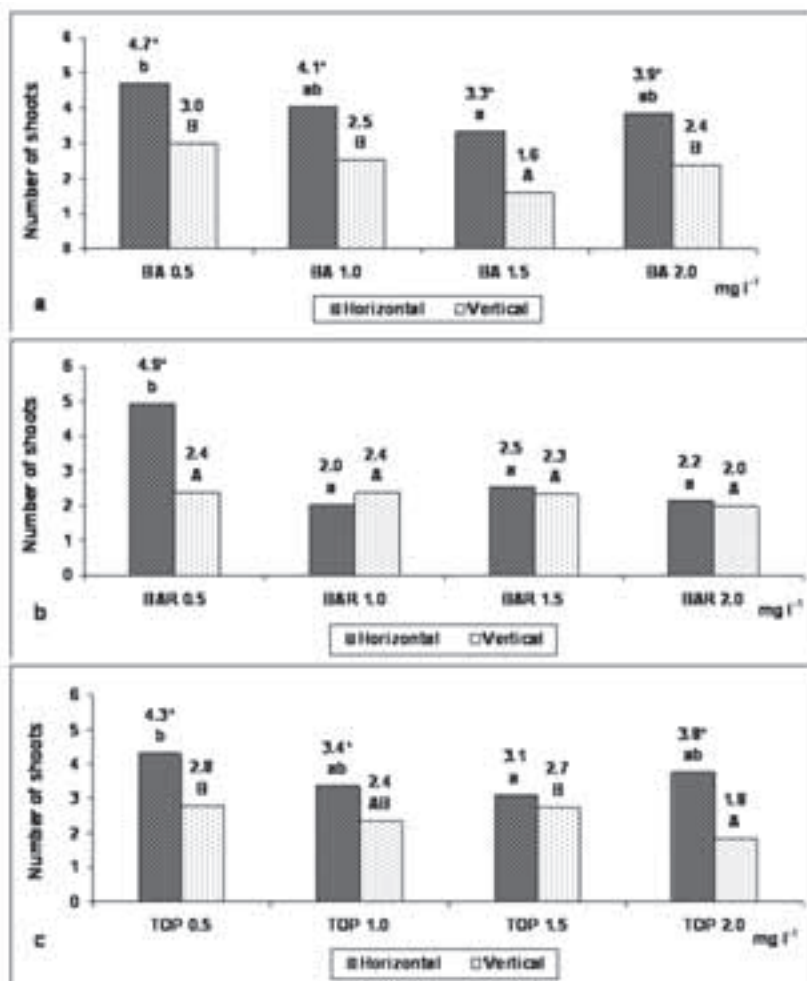 Number of shoots
6
5
4
3
2
1
0
4.7*
b
3.0
B
4.1*
ab
2.5
B
3.3*
a
1.6
A
3.9*
ab
2.4
B
BA 0.5 BA 1.0 BA 1.5 BA 2.0
mg l⁻¹
a
Horizontal Vertical
Number of shoots
6
5
4
3
2
1
0
4.9*
b
2.4
A
2.0
a
2.4
A
2.5
a
2.3
A
2.2
a
2.0
A
BAR 0.5 BAR 1.0 BAR 1.5 BAR 2.0
mg l⁻¹
b
Horizontal Vertical
Number of shoots
6
5
4
3
2
1
0
4.3*
b
2.8
B
3.4*
ab
2.4
AB
3.1
a
2.7
B
3.8*
ab
1.8
A
TOP 0.5 TOP 1.0 TOP 1.5 TOP 2.0
mg l⁻¹
c
Horizontal Vertical